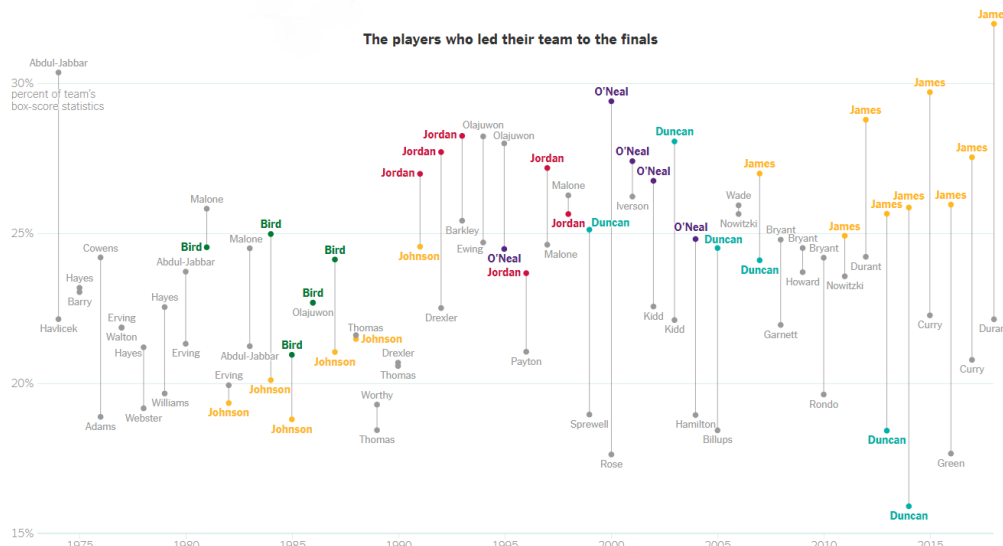 The players who led their team to the finals
James
Abdul-Jabbar
30%
percent of team's
box-score statistics
O'Neal
James
James
Olajuwon
Jordan
Olajuwon
Duncan
Jordan
O'Neal
Jordan
Jordan
O'Neal
James
James
Malone
Malone
Iverson
Wade
James
James
James
Nowitzki
25%
Bird
Bird
Barkley
Jordan
Duncan
O'Neal
Bryant
Bryant
James
Cowens
Malone
Bird
Johnson
Ewing
O'Neal
Malone
Duncan
Bryant
Abdul-Jabbar
Jordan
Duncan
Howard
Durant
Hayes
Barry
Hayes
Nowitzki
Havlicek
Erving
Walton
Bird
Olajuwon
Drexler
Kidd
Kidd
Garnett
Curry
Duran
Hayes
Erving
Abdul-Jabbar
Thomas
Johnson
Johnson
Drexler
Thomas
Payton
Curry
20%
Erving
Bird
Johnson
Williams
Johnson
Worthy
Rondo
Adams
Webster
Johnson
Thomas
Sprewell
Hamilton
Billups
Duncan
Rose
Green
Duncan
15%
1975
1980
1985
1990
1995
2000
2005
2010
2015